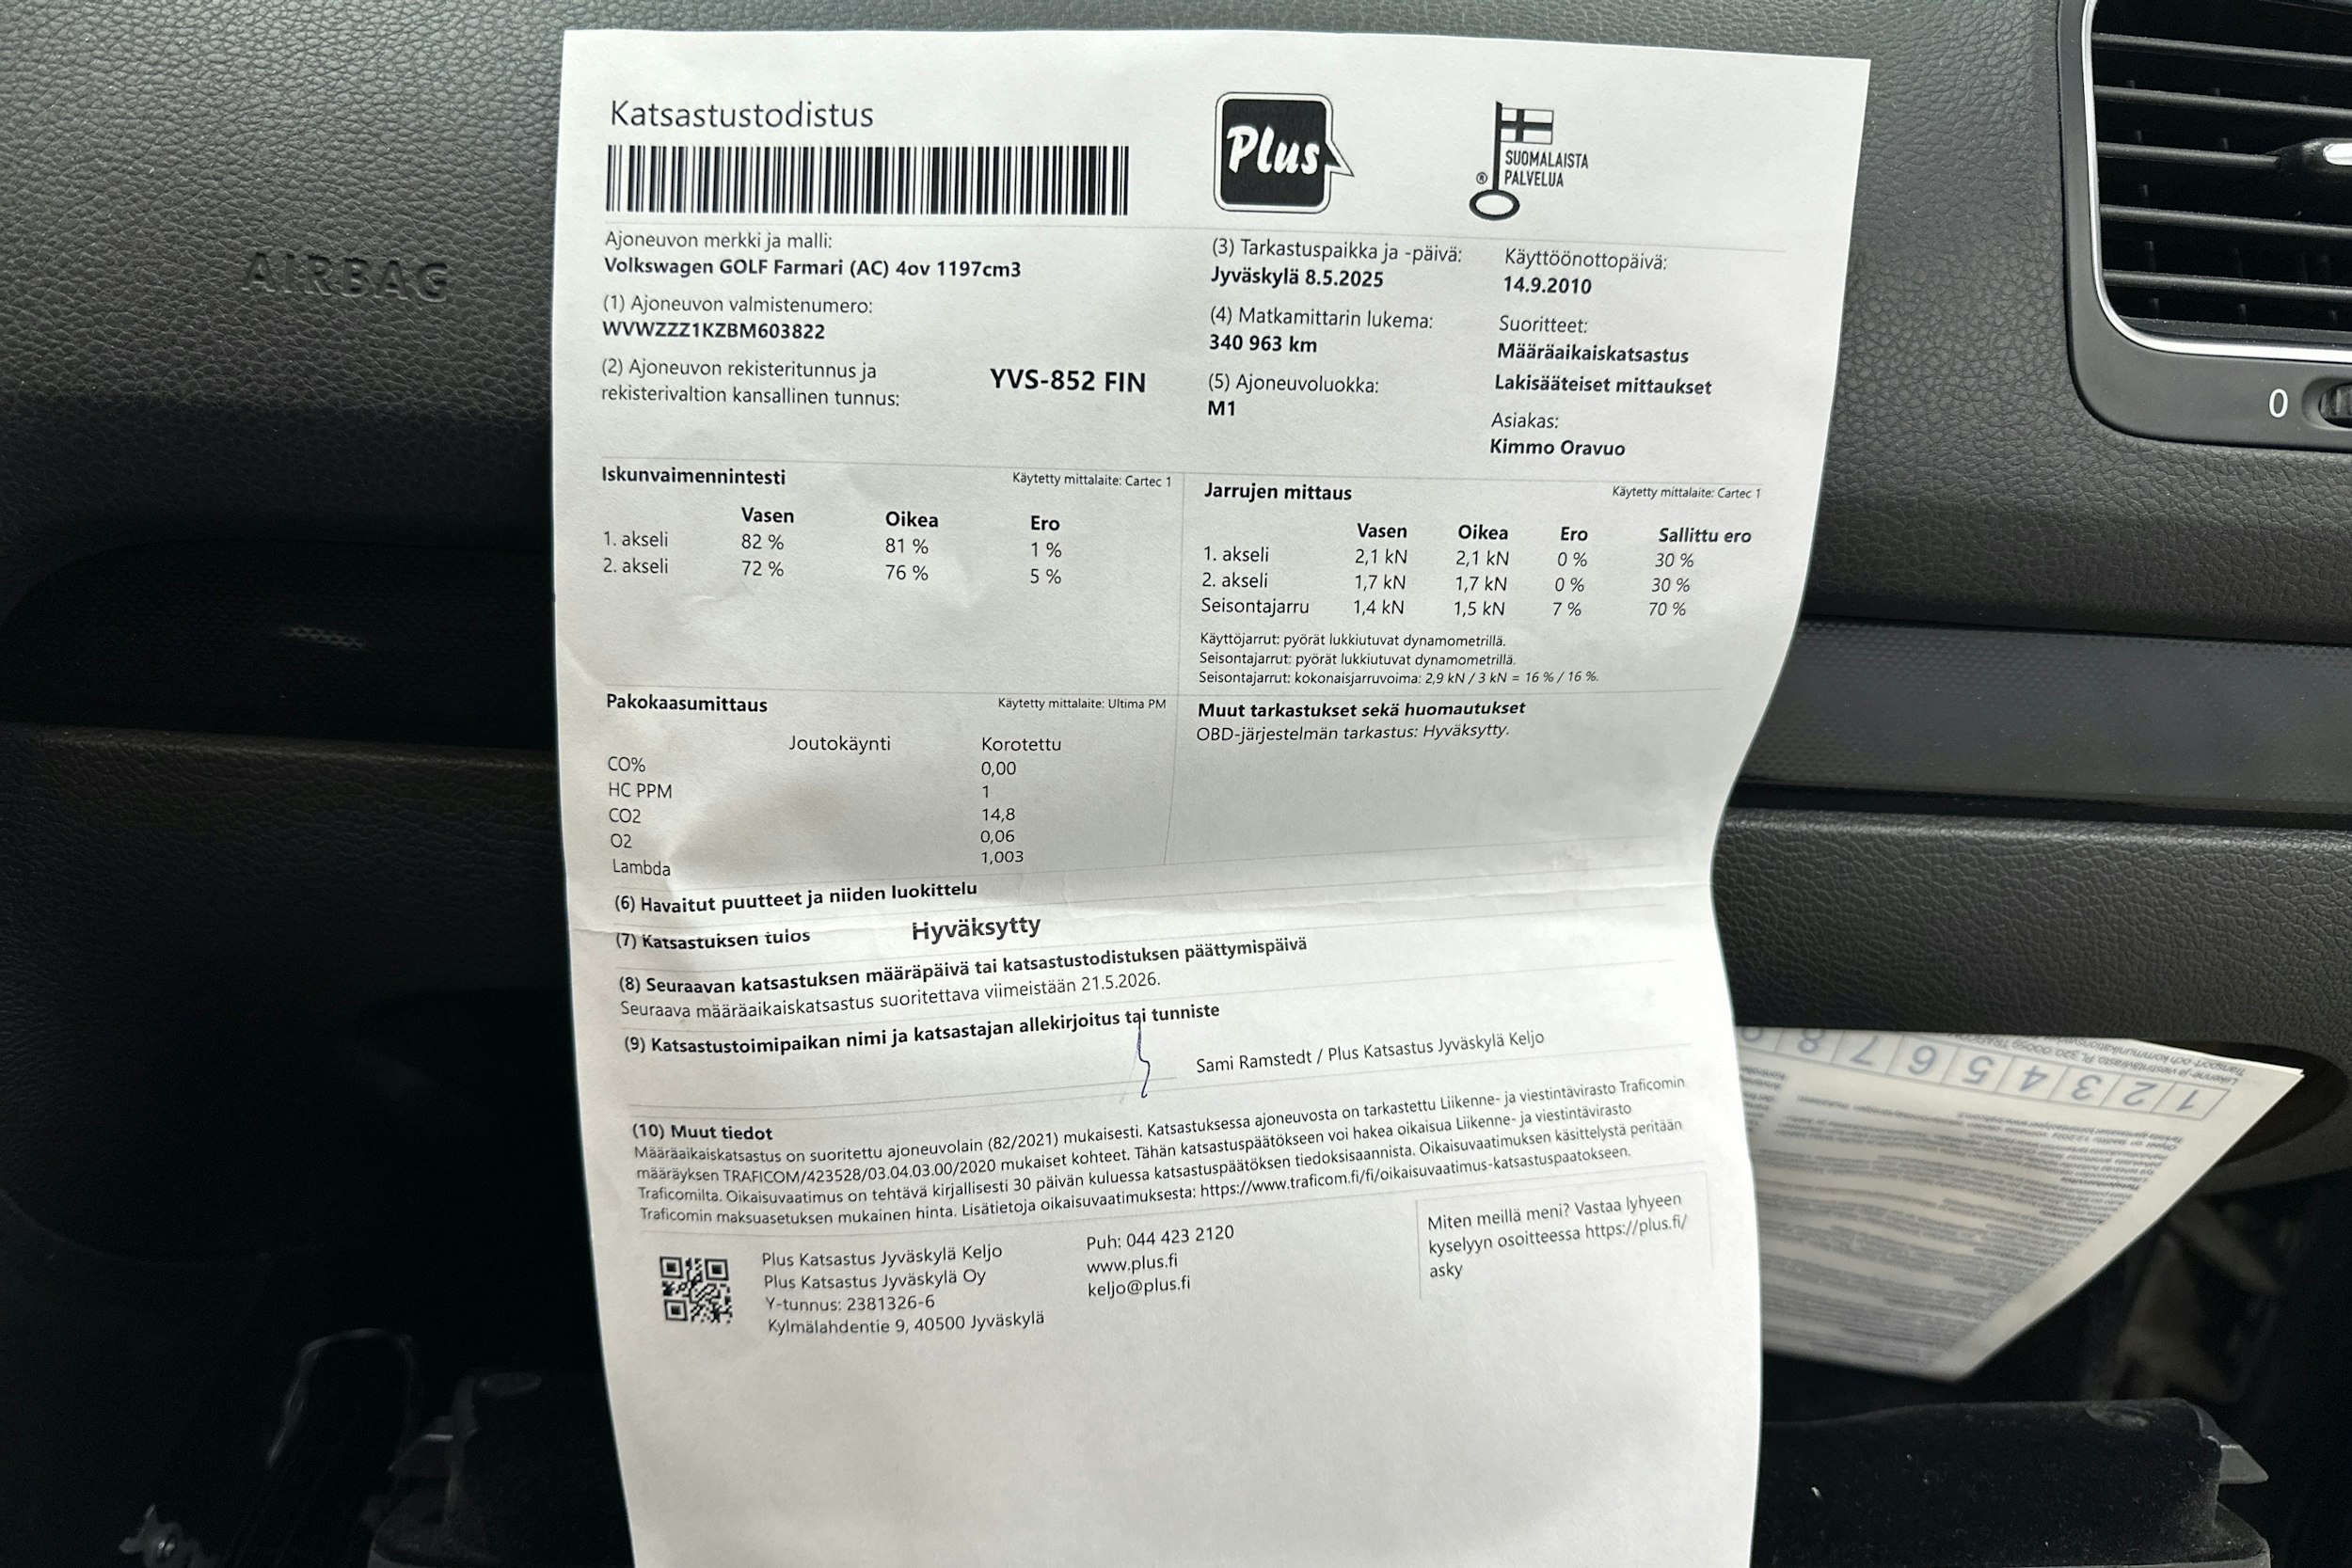 AIRBAG
Katsastustodistus
Plus
SUOMALAISTA
® PALVELUA
Ajoneuvon merkki ja malli:
Volkswagen GOLF Farmari (AC) 4ov 1197cm3
(1) Ajoneuvon valmistenumero:
WVWZZZ1KZBM603822
(2) Ajoneuvon rekisteritunnus ja
rekisterivaltion kansallinen tunnus:
YVS-852 FIN
(3) Tarkastuspaikka ja -päivä:
Jyväskylä 8.5.2025
(4) Matkamittarin lukema:
340 963 km
(5) Ajoneuvoluokka:
M1
Käyttöönottopäivä:
14.9.2010
Suoritteet:
Määräaikaiskatsastus
Lakisääteiset mittaukset
Asiakas:
Kimmo Oravuo
0
Iskunvaimennintesti Käytetty mittalaite: Cartec 1
Vasen Oikea Ero
1. akseli 82 % 81 % 1 %
2. akseli 72 % 76 % 5 %
Jarrujen mittaus Käytetty mittalaite: Cartec 1
Vasen Oikea Ero Sallittu ero
1. akseli 2,1 kN 2,1 kN 0 % 30 %
2. akseli 1,7 kN 1,7 kN 0 % 30 %
Seisontajarru 1,4 kN 1,5 kN 7 % 70 %
Käyttöjarrut: pyörät lukkiutuvat dynamometrillä.
Seisontajarrut: pyörät lukkiutuvat dynamometrillä.
Seisontajarrut: kokonaisjarruvoima: 2,9 kN / 3 kN = 16 % / 16 %.
Pakokaasumittaus Käytetty mittalaite: Ultima PM
Joutokäynti Korotettu
CO% 0,00
HC PPM 1
CO2 14,8
O2 0,06
Lambda 1,003
Muut tarkastukset sekä huomautukset
OBD-järjestelmän tarkastus: Hyväksytty.
(6) Havaitut puutteet ja niiden luokittelu
(7) Katsastuksen tulos Hyväksytty
(8) Seuraavan katsastuksen määräpäivä tai katsastustodistuksen päättymispäivä
Seuraava määräaikaiskatsastus suoritettava viimeistään 21.5.2026.
(9) Katsastustoimipaikan nimi ja katsastajan allekirjoitus tai tunniste
Sami Ramstedt / Plus Katsastus Jyväskylä Keljo
(10) Muut tiedot
Määräaikaiskatsastus on suoritettu ajoneuvolain (82/2021) mukaisesti. Katsastuksessa ajoneuvosta on tarkastettu Liikenne- ja viestintävirasto Traficomin
määräyksen TRAFICOM/423528/03.04.03.00/2020 mukaiset kohteet. Tähän katsastuspäätökseen voi hakea oikaisua Liikenne- ja viestintävirasto
Traficomilta. Oikaisuvaatimus on tehtävä kirjallisesti 30 päivän kuluessa katsastuspäätöksen tiedoksisaannista. Oikaisuvaatimuksen käsittelystä peritään
Traficomin maksuasetuksen mukainen hinta. Lisätietoja oikaisuvaatimuksesta: https://www.traficom.fi/fi/oikaisuvaatimus-katsastuspaatokseen.
Plus Katsastus Jyväskylä Keljo
Plus Katsastus Jyväskylä Oy
Y-tunnus: 2381326-6
Kylmälahdentie 9, 40500 Jyväskylä
Puh: 044 423 2120
www.plus.fi
keljo@plus.fi
Miten meillä meni? Vastaa lyhyeen
kyselyyn osoitteessa https://plus.fi/
asky
1 2 3 4 5 6 7 8